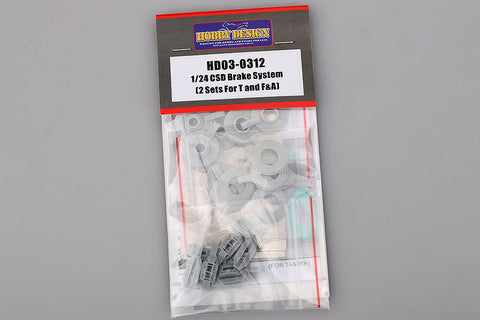 HOBBY DESIGN
HD03-0312
1/24 CSD Brake System
(2 Sets For T and F&A)
(FOR TAMIYA)